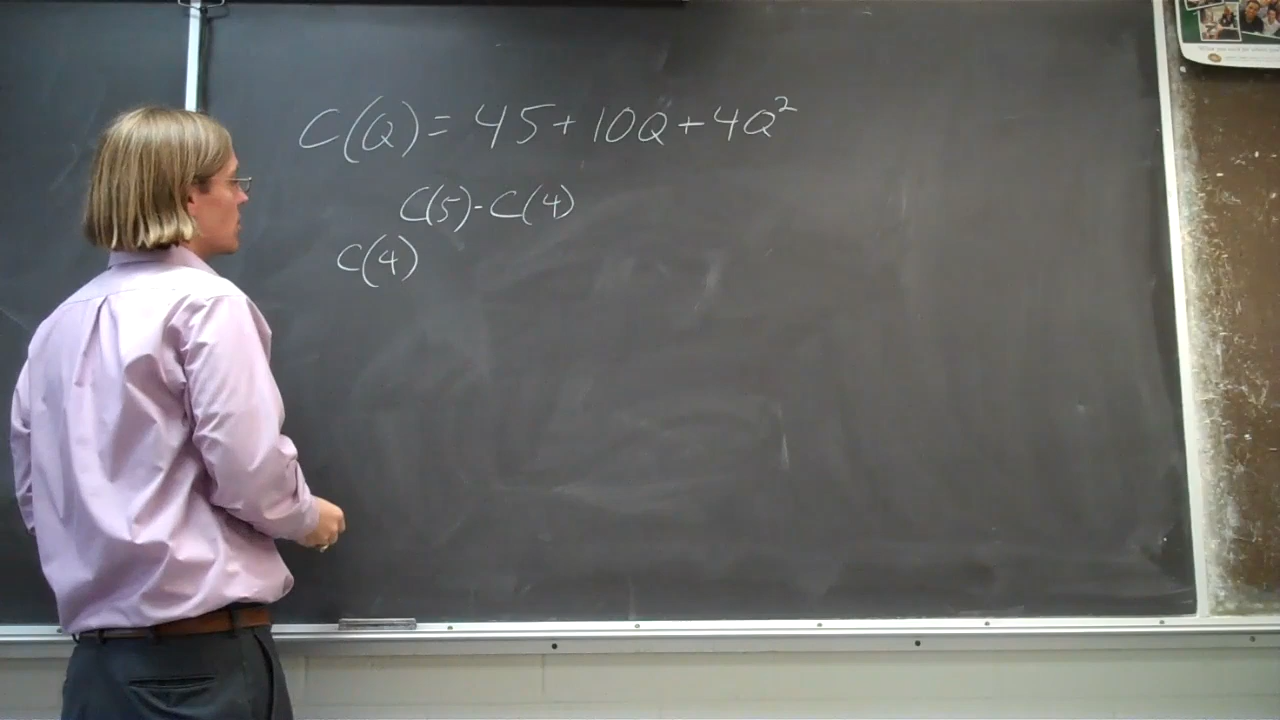 C(Q) = 45 + 10Q + 4Q²
C(5) - C(4)
C(4)